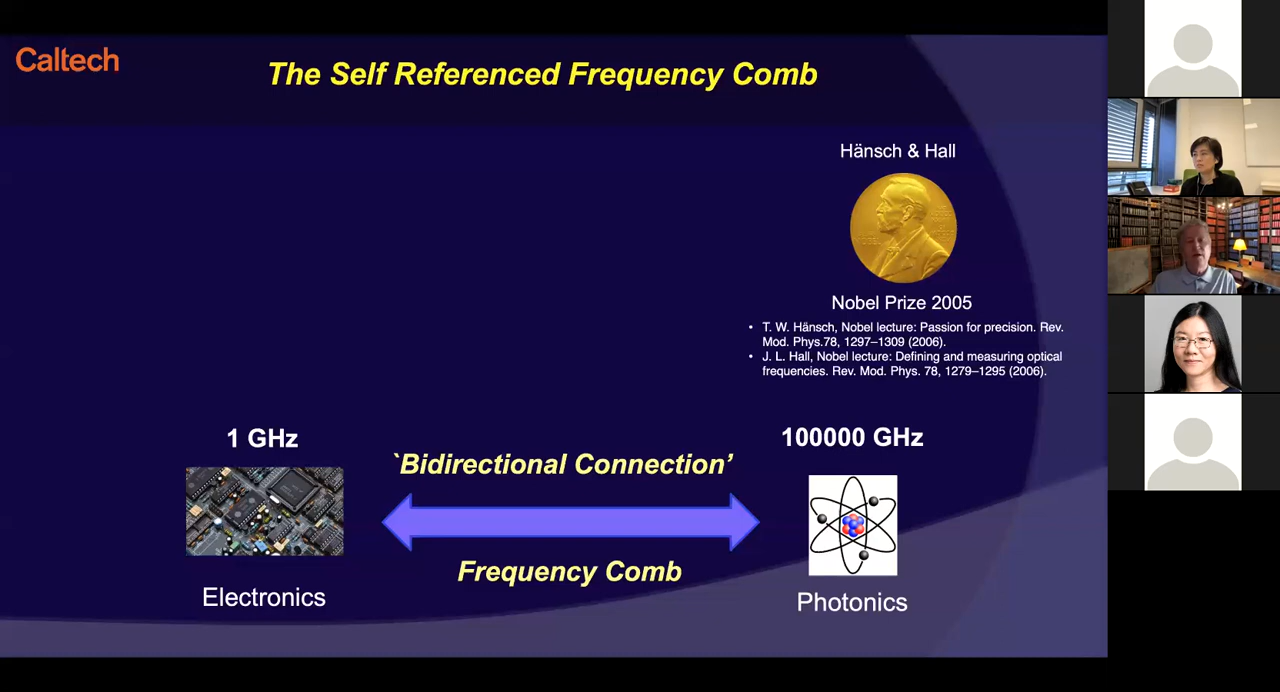 Caltech
The Self Referenced Frequency Comb
Hänsch & Hall
Nobel Prize 2005
• T. W. Hänsch, Nobel lecture: Passion for precision. Rev.
Mod. Phys.78, 1297–1309 (2006).
• J. L. Hall, Nobel lecture: Defining and measuring optical
frequencies. Rev. Mod. Phys. 78, 1279–1295 (2006).
1 GHz
100000 GHz
`Bidirectional Connection’
Frequency Comb
Electronics
Photonics